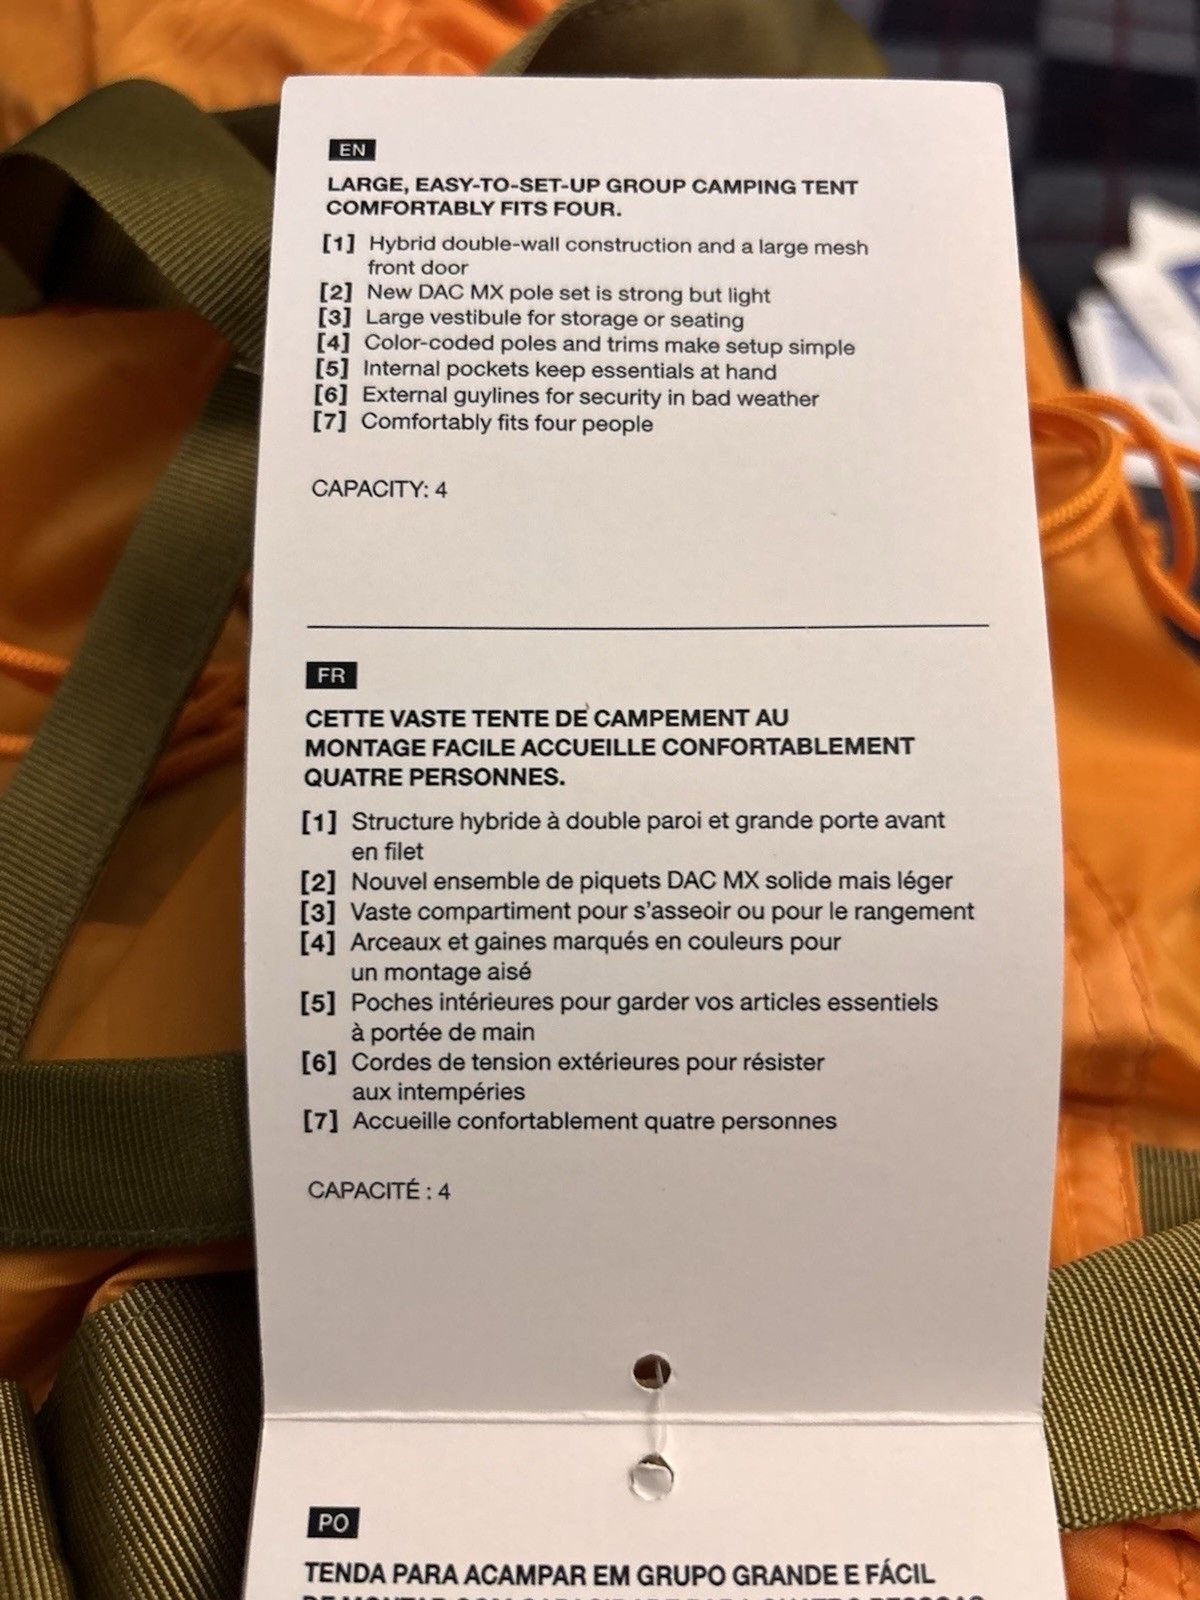 EN
LARGE, EASY-TO-SET-UP GROUP CAMPING TENT
COMFORTABLY FITS FOUR.
[1] Hybrid double-wall construction and a large mesh
front door
[2] New DAC MX pole set is strong but light
[3] Large vestibule for storage or seating
[4] Color-coded poles and trims make setup simple
[5] Internal pockets keep essentials at hand
[6] External guylines for security in bad weather
[7] Comfortably fits four people
CAPACITY: 4
FR
CETTE VASTE TENTE DE CAMPEMENT AU
MONTAGE FACILE ACCUEILLE CONFORTABLEMENT
QUATRE PERSONNES.
[1] Structure hybride à double paroi et grande porte avant
en filet
[2] Nouvel ensemble de piquets DAC MX solide mais léger
[3] Vaste compartiment pour s'asseoir ou pour le rangement
[4] Arceaux et gaines marqués en couleurs pour
un montage aisé
[5] Poches intérieures pour garder vos articles essentiels
à portée de main
[6] Cordes de tension extérieures pour résister
aux intempéries
[7] Accueille confortablement quatre personnes
CAPACITÉ : 4
PO
TENDA PARA ACAMPAR EM GRUPO GRANDE E FÁCIL